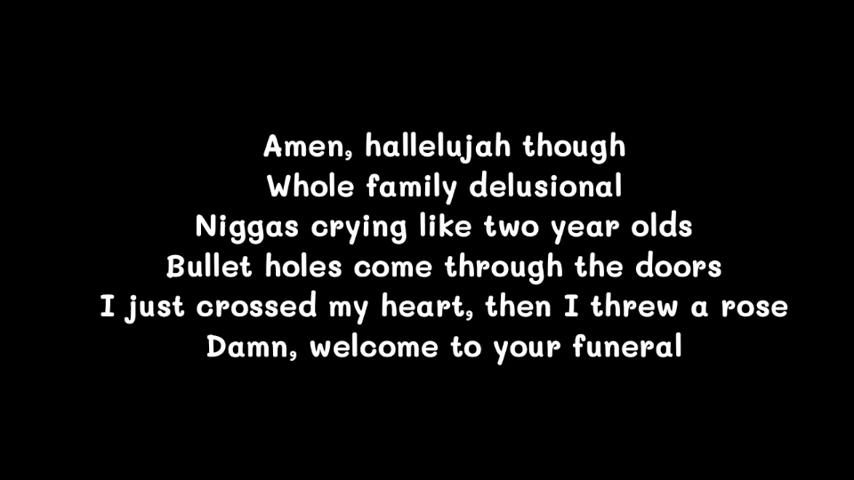 Amen, hallelujah though
Whole family delusional
Niggas crying like two year olds
Bullet holes come through the doors
I just crossed my heart, then I threw a rose
Damn, welcome to your funeral